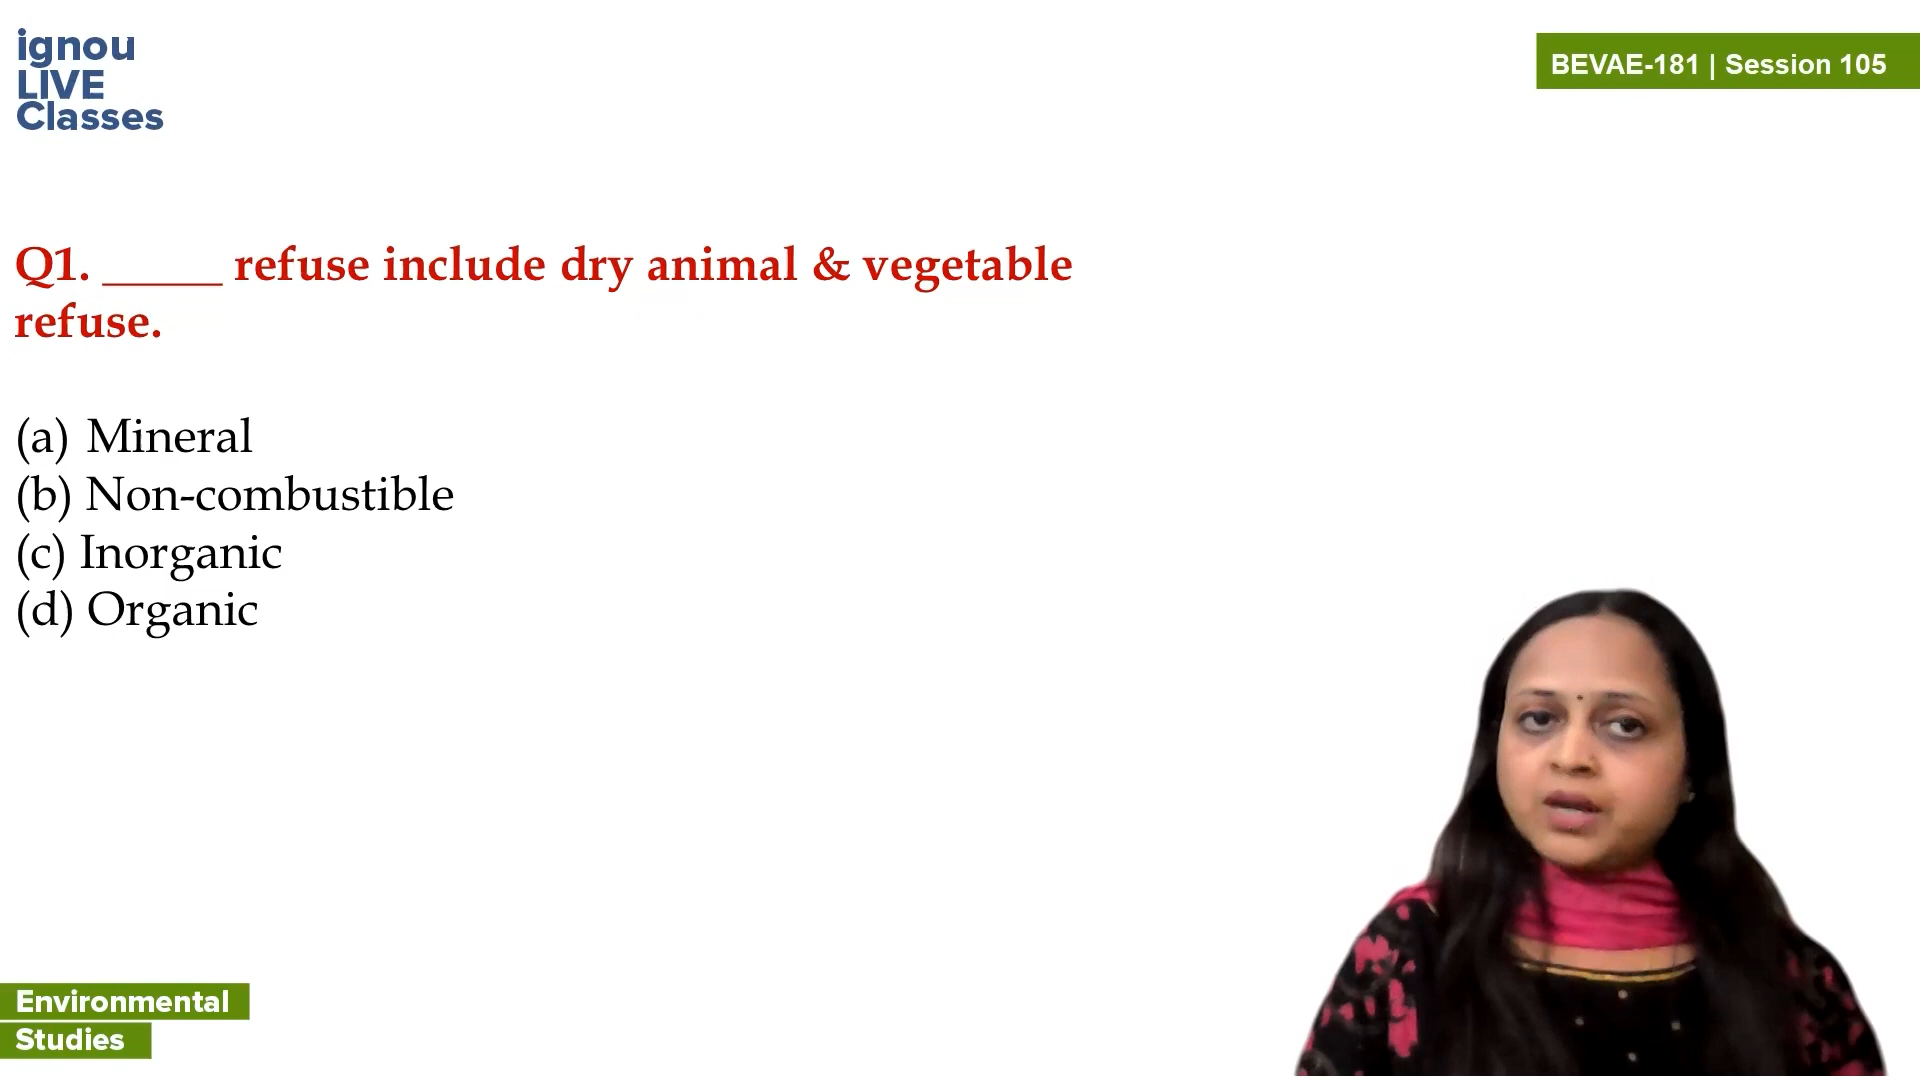 ignou
LIVE
Classes
BEVAE-181 | Session 105
Q1. _____ refuse include dry animal & vegetable
refuse.
(a) Mineral
(b) Non-combustible
(c) Inorganic
(d) Organic
Environmental
Studies